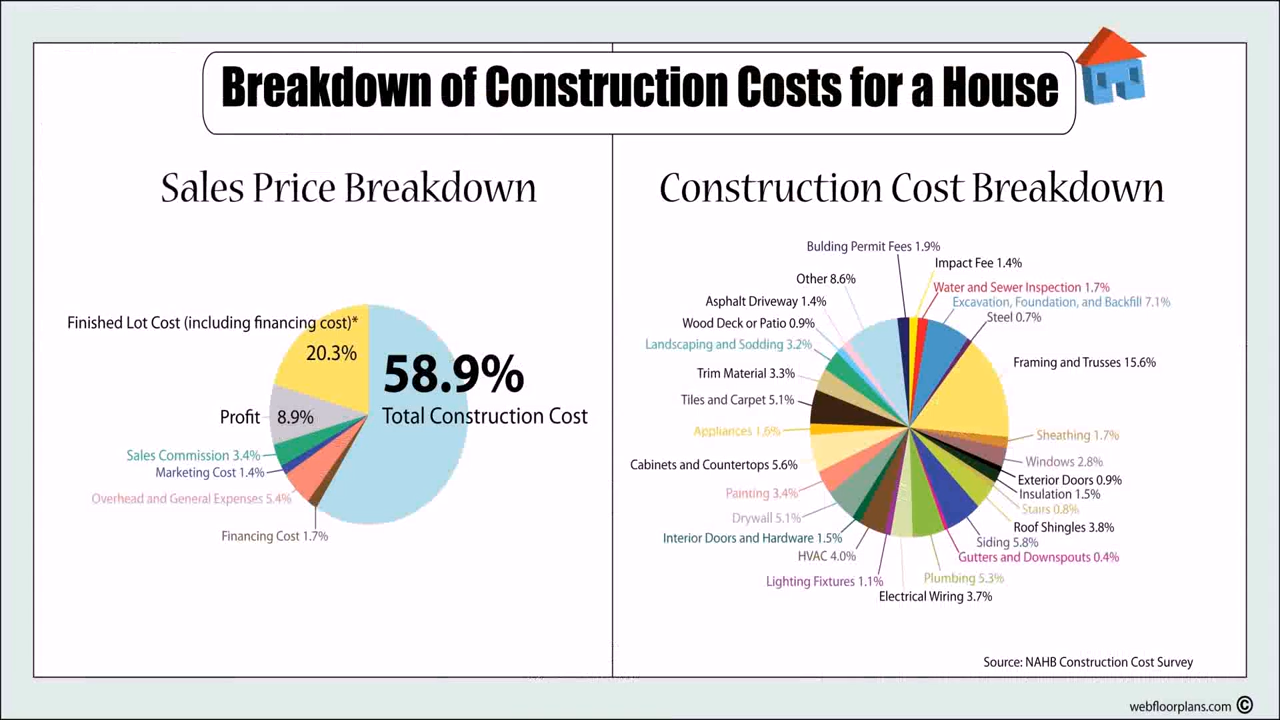 Breakdown of Construction Costs for a House
Sales Price Breakdown
Finished Lot Cost (including financing cost)*
20.3%
58.9%
Total Construction Cost
Profit 8.9%
Sales Commission 3.4%
Marketing Cost 1.4%
Overhead and General Expenses 5.4%
Financing Cost 1.7%
Construction Cost Breakdown
Bulding Permit Fees 1.9%
Impact Fee 1.4%
Water and Sewer Inspection 1.7%
Excavation, Foundation, and Backfill 7.1%
Steel 0.7%
Framing and Trusses 15.6%
Sheathing 1.7%
Windows 2.8%
Exterior Doors 0.9%
Insulation 1.5%
Stairs 0.8%
Roof Shingles 3.8%
Siding 5.8%
Gutters and Downspouts 0.4%
Plumbing 5.3%
Electrical Wiring 3.7%
Lighting Fixtures 1.1%
HVAC 4.0%
Interior Doors and Hardware 1.5%
Drywall 5.1%
Painting 3.4%
Cabinets and Countertops 5.6%
Appliances 1.6%
Tiles and Carpet 5.1%
Trim Material 3.3%
Landscaping and Sodding 3.2%
Wood Deck or Patio 0.9%
Asphalt Driveway 1.4%
Other 8.6%
Source: NAHB Construction Cost Survey
webfloorplans.com ©